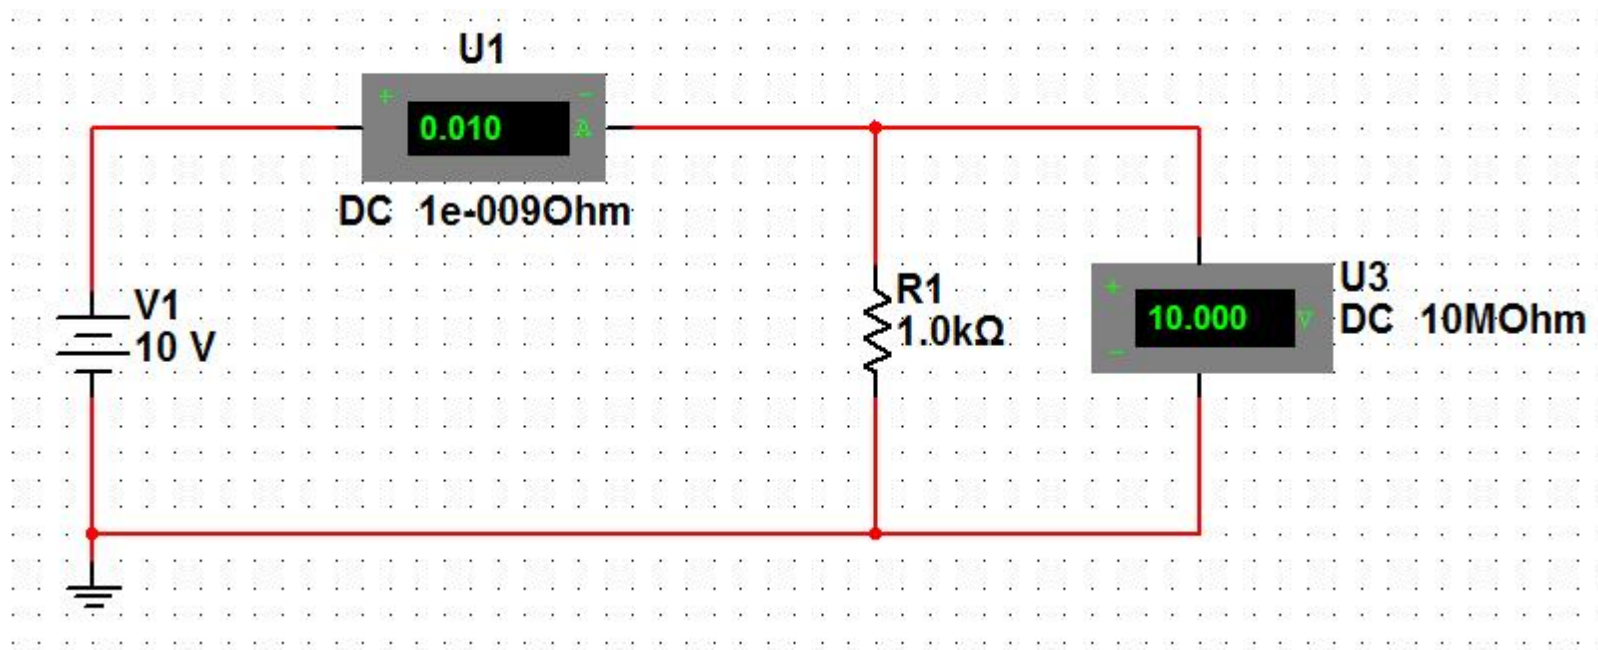 U1
+ −
0.010 A
DC 1e-009Ohm
V1
10 V
R1
1.0kΩ
+
−
10.000 V
U3
DC 10MOhm